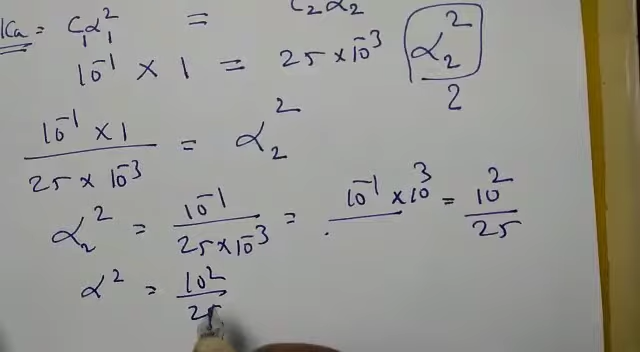 Ka = C₁α₁² = C₂α₂
10⁻¹ × 1 = 25 × 10⁻³ α₂²
2
10⁻¹ × 1 / 25 × 10⁻³ = α₂²
α₂² = 10⁻¹ / 25 × 10⁻³ = 10⁻¹ × 10³ / = 10² / 25
α² = 10² / 25